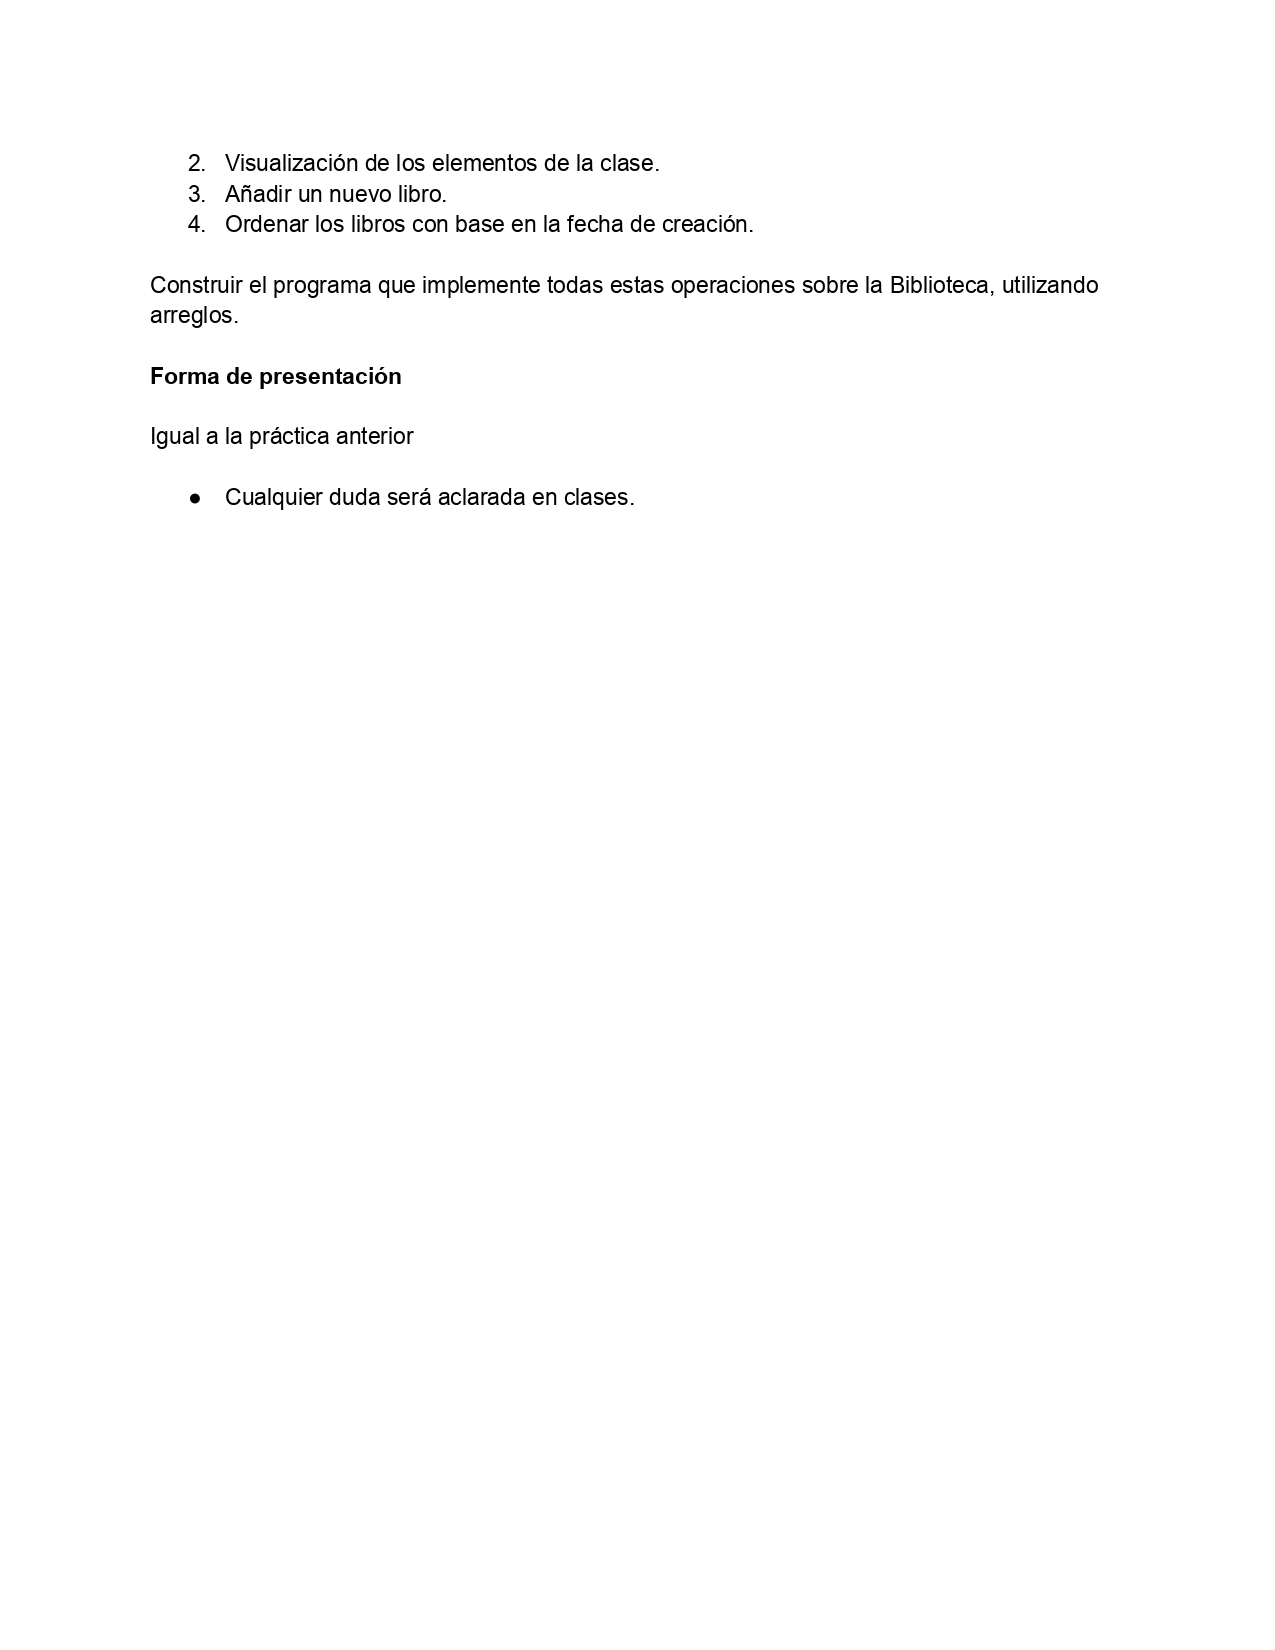 2. Visualización de los elementos de la clase.
3. Añadir un nuevo libro.
4. Ordenar los libros con base en la fecha de creación.
Construir el programa que implemente todas estas operaciones sobre la Biblioteca, utilizando
arreglos.
Forma de presentación
Igual a la práctica anterior
● Cualquier duda será aclarada en clases.